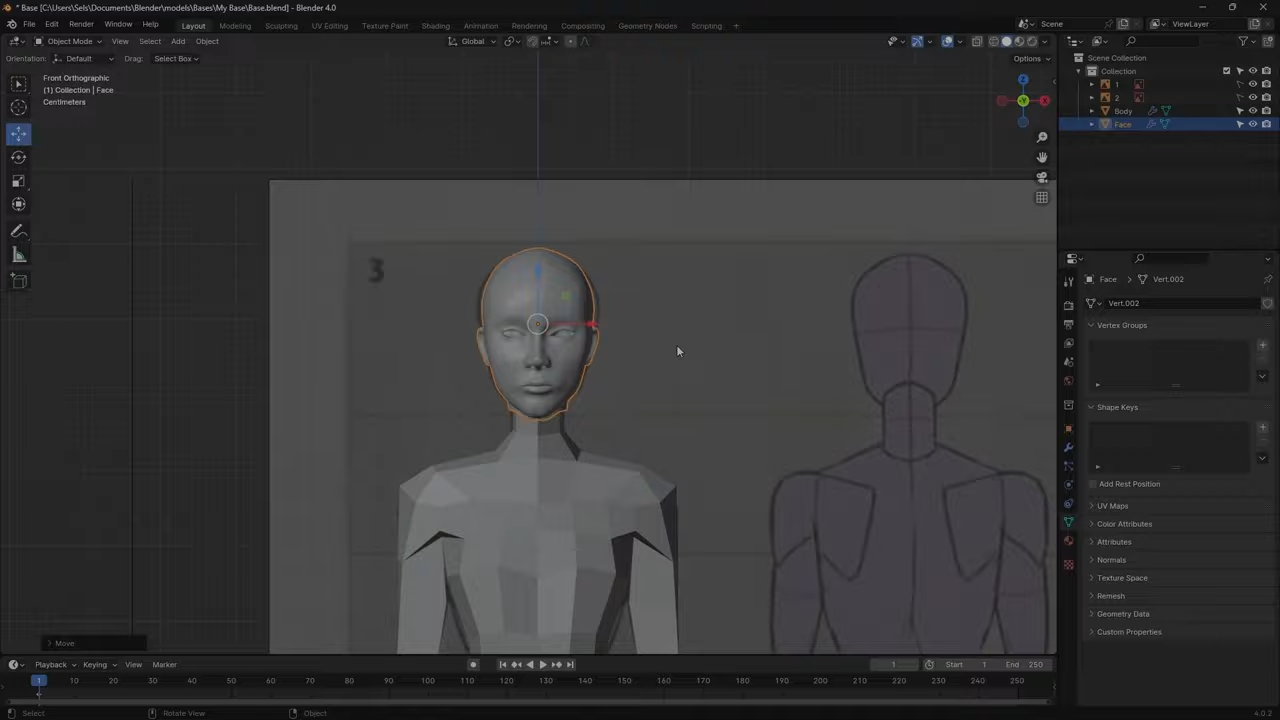 * Base [C:\Users\Sels\Documents\Blender\models\Bases\My Base\Base.blend] - Blender 4.0
File Edit Render Window Help Layout Modeling Sculpting UV Editing Texture Paint Shading Animation Rendering Compositing Geometry Nodes Scripting + Scene ViewLayer
Object Mode View Select Add Object Global
Orientation: Default Drag: Select Box Options
Front Orthographic
(1) Collection | Face
Centimeters
Z
Y
X
3
Move
Scene Collection
Collection
1
2
Body
Face
Face > Vert.002
Vert.002
Vertex Groups
Shape Keys
Add Rest Position
UV Maps
Color Attributes
Attributes
Normals
Texture Space
Remesh
Geometry Data
Custom Properties
Playback Keying View Marker 1 Start 1 End 250
1 10 20 30 40 50 60 70 80 90 100 110 120 130 140 150 160 170 180 190 200 210 220 230 240 250
Select Rotate View Object 4.0.2